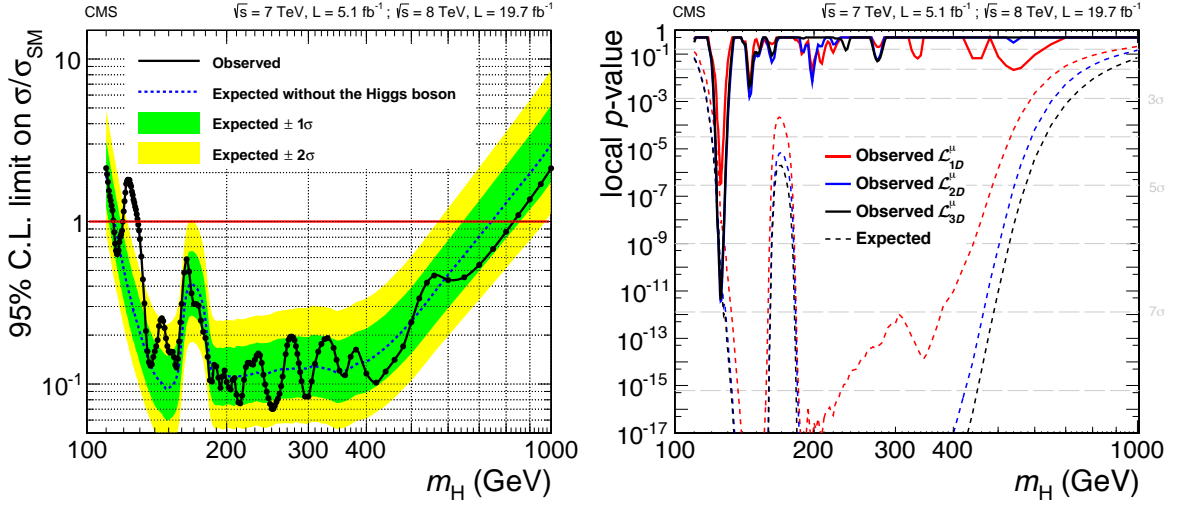 CMS √s = 7 TeV, L = 5.1 fb⁻¹ ; √s = 8 TeV, L = 19.7 fb⁻¹
95% C.L. limit on σ/σ_SM
10
1
10⁻¹
Observed
Expected without the Higgs boson
Expected ± 1σ
Expected ± 2σ
100 200 300 400 1000
m_H (GeV)
CMS √s = 7 TeV, L = 5.1 fb⁻¹ ; √s = 8 TeV, L = 19.7 fb⁻¹
local p-value
1
10⁻¹
10⁻³
10⁻⁵
10⁻⁷
10⁻⁹
10⁻¹¹
10⁻¹³
10⁻¹⁵
10⁻¹⁷
3σ
5σ
7σ
Observed ℒ^μ_1D
Observed ℒ^μ_2D
Observed ℒ^μ_3D
Expected
100 200 300 400 1000
m_H (GeV)